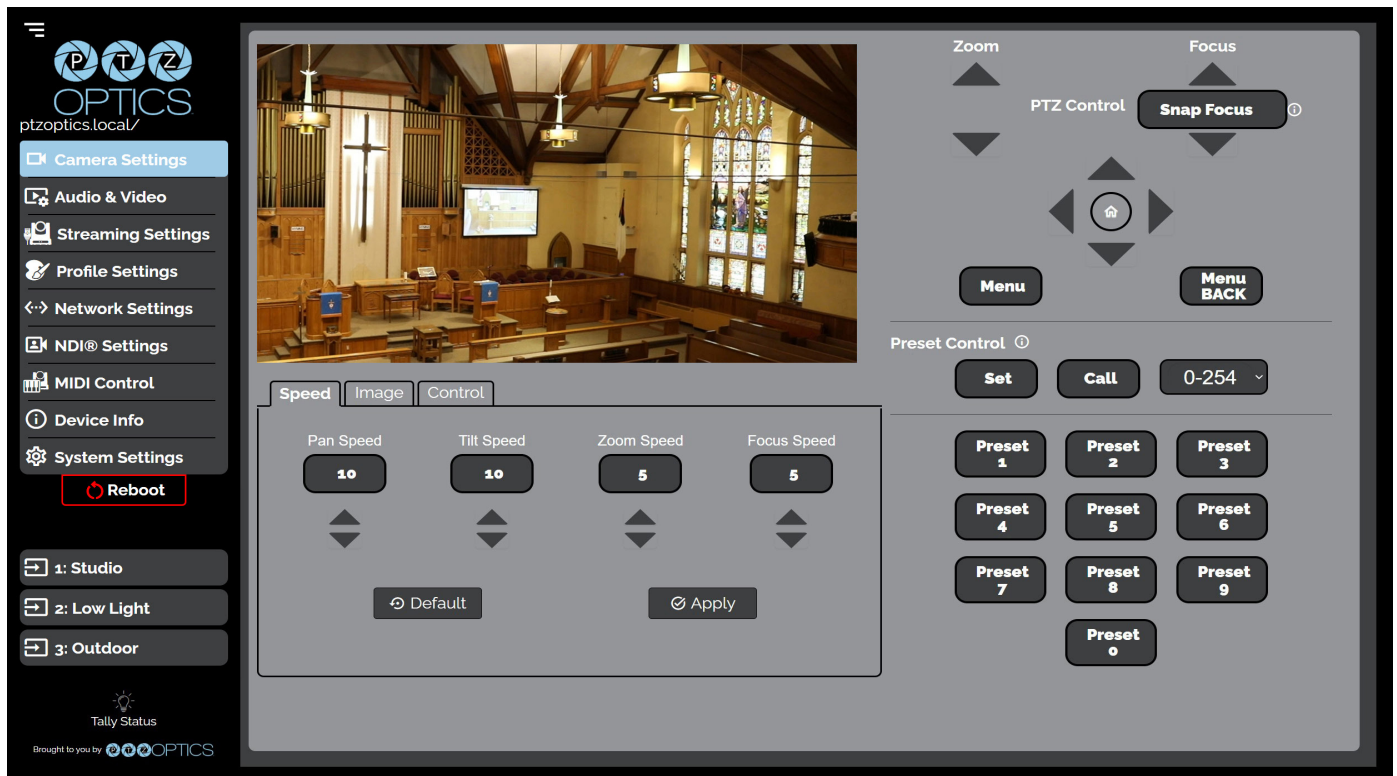 PTZ
OPTICS
ptzoptics.local/
Camera Settings
Audio & Video
Streaming Settings
Profile Settings
Network Settings
NDI® Settings
MIDI Control
Device Info
System Settings
Reboot
1: Studio
2: Low Light
3: Outdoor
Tally Status
Brought to you by PTZOPTICS
Speed Image Control
Pan Speed Tilt Speed Zoom Speed Focus Speed
10 10 5 5
Default Apply
Zoom Focus
PTZ Control Snap Focus
Menu Menu BACK
Preset Control
Set Call 0-254
Preset 1 Preset 2 Preset 3
Preset 4 Preset 5 Preset 6
Preset 7 Preset 8 Preset 9
Preset 0